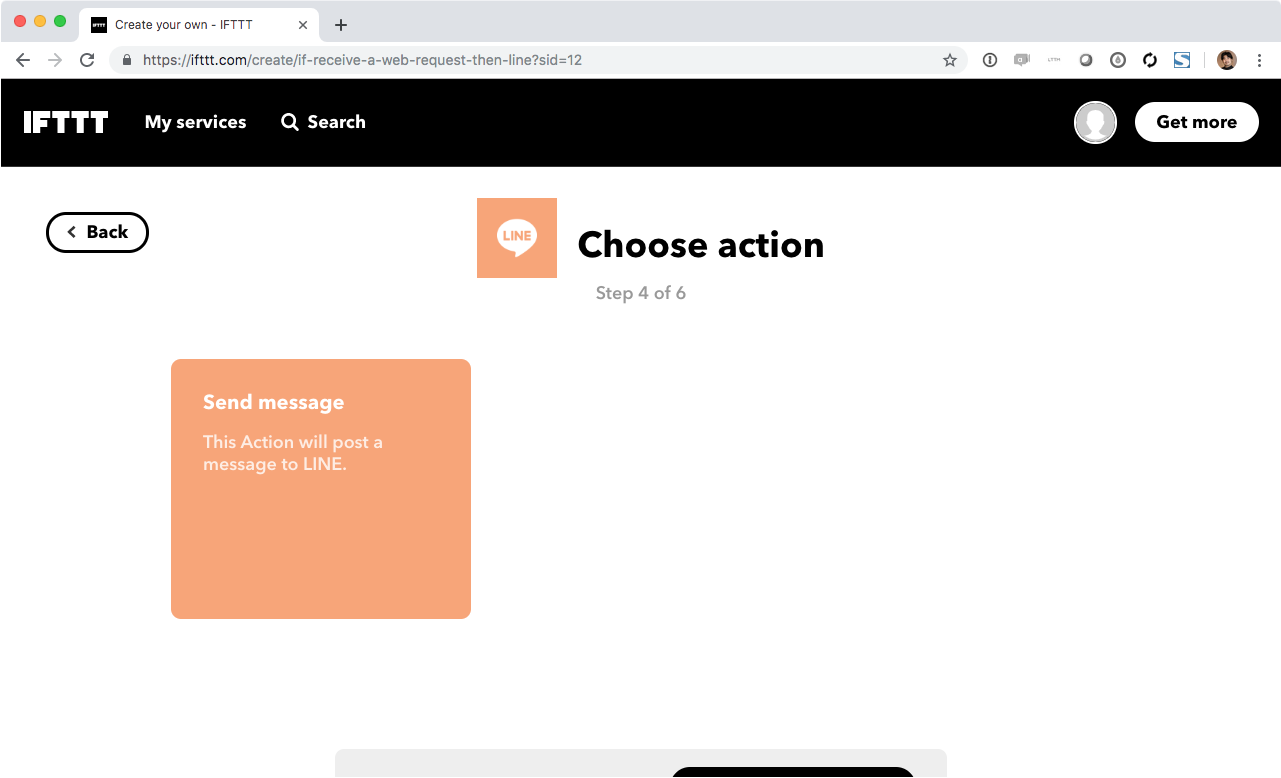 Create your own - IFTTT
https://ifttt.com/create/if-receive-a-web-request-then-line?sid=12
IFTTT
My services
Search
Get more
Back
LINE
Choose action
Step 4 of 6
Send message
This Action will post a
message to LINE.